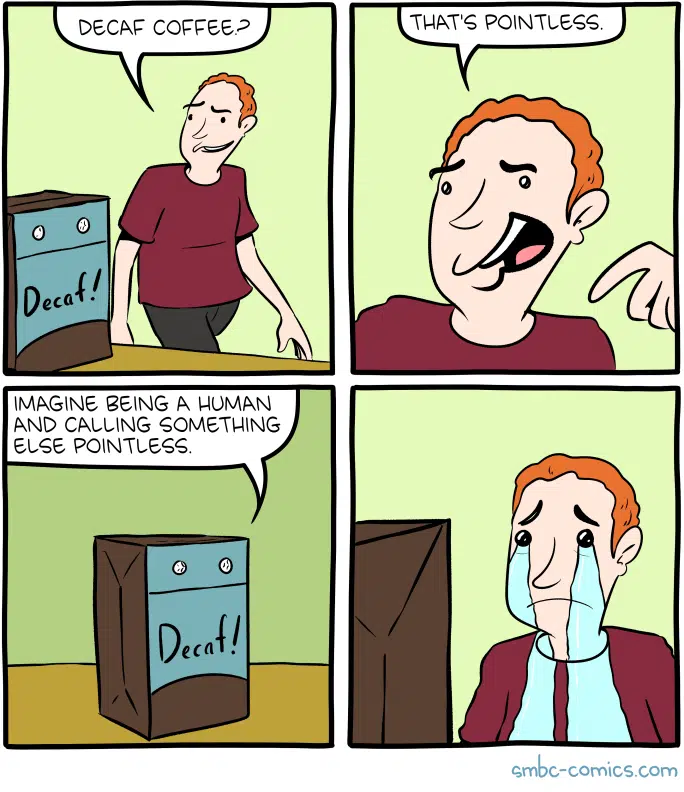 DECAF COFFEE?
THAT'S POINTLESS.
Decaf!
IMAGINE BEING A HUMAN
AND CALLING SOMETHING
ELSE POINTLESS.
Decaf!
smbc-comics.com